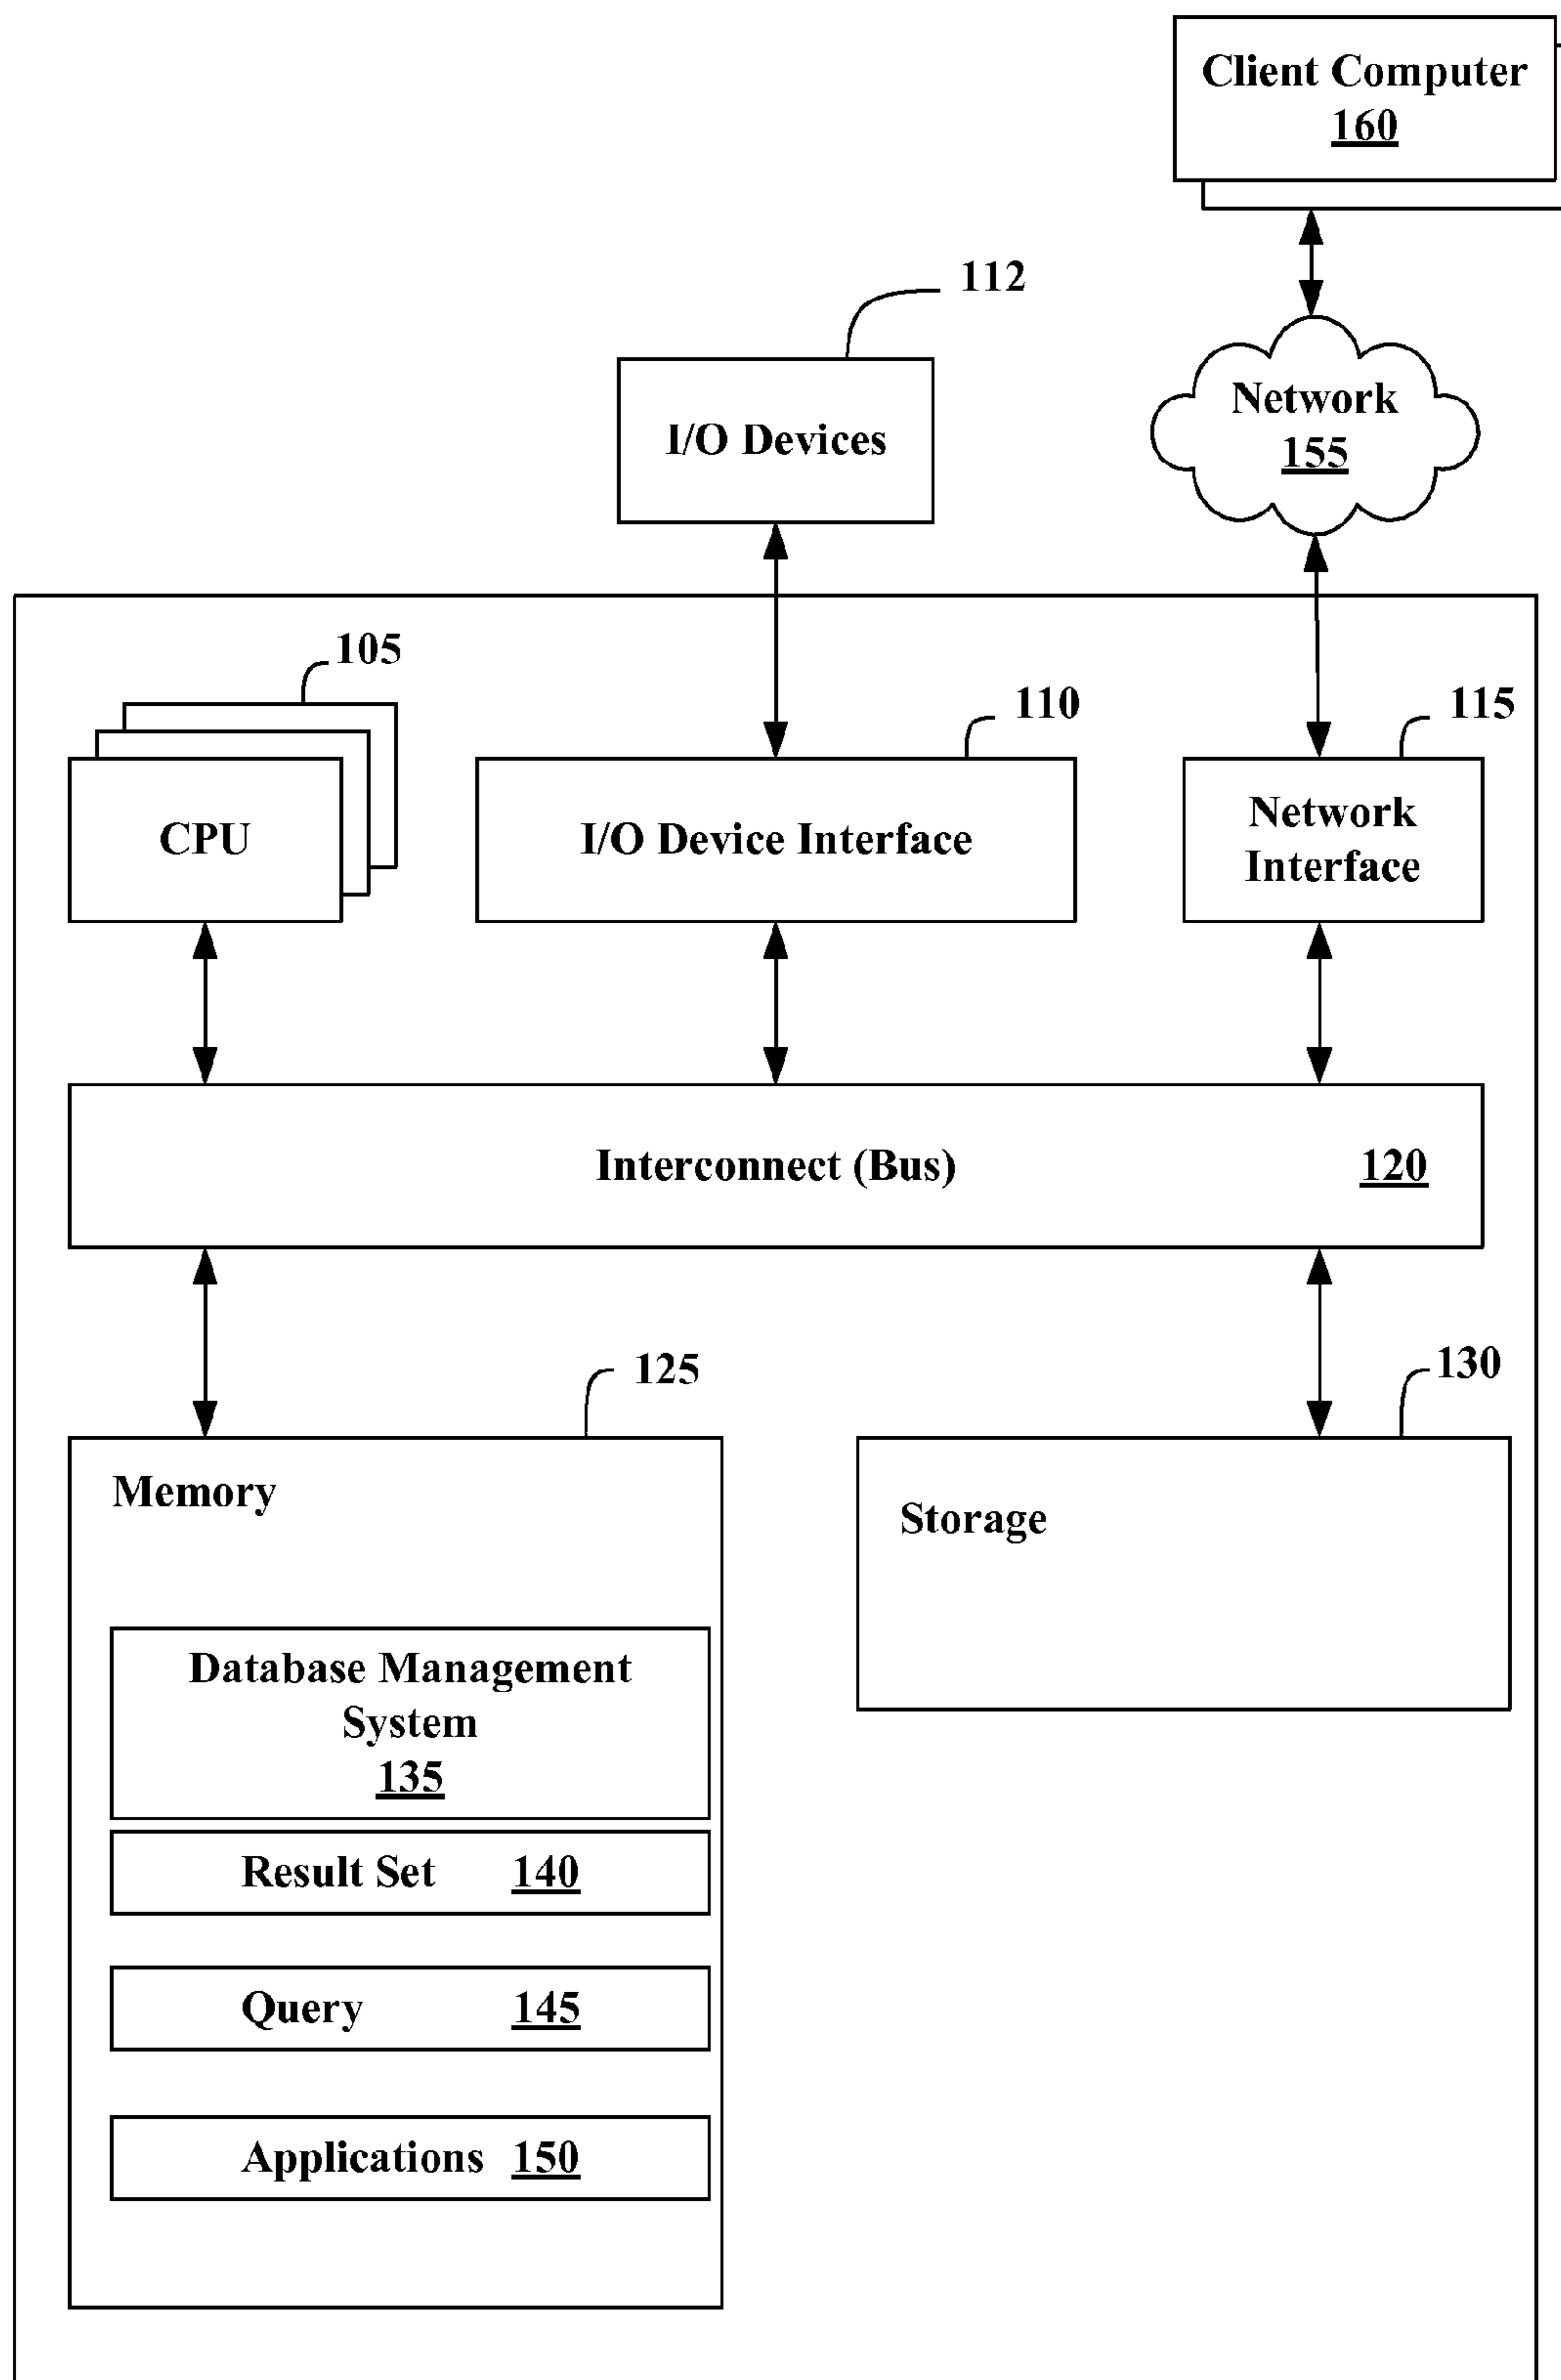 Client Computer
160
112
I/O Devices
Network
155
105
110
115
CPU
I/O Device Interface
Network
Interface
Interconnect (Bus)
120
125
130
Memory
Storage
Database Management
System
135
Result Set 140
Query 145
Applications 150